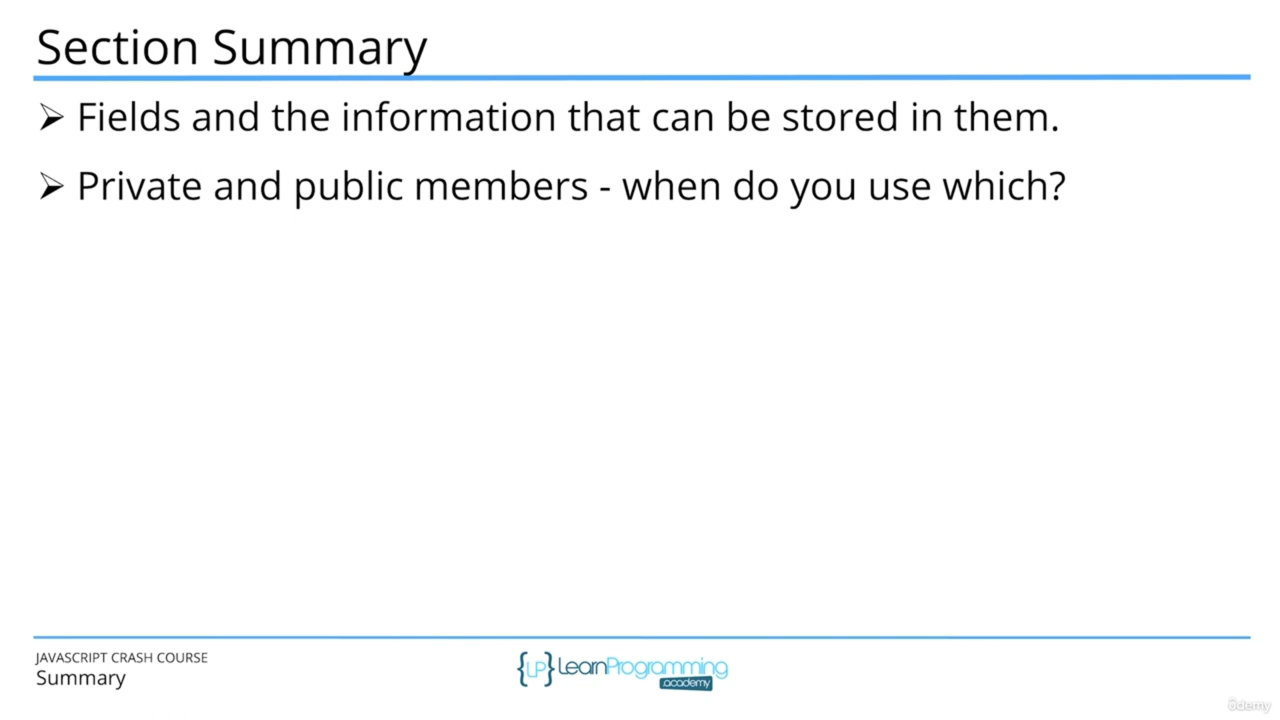 Section Summary
Fields and the information that can be stored in them.
Private and public members - when do you use which?
JAVASCRIPT CRASH COURSE
Summary
{LP} LearnProgramming
academy
ûdemy